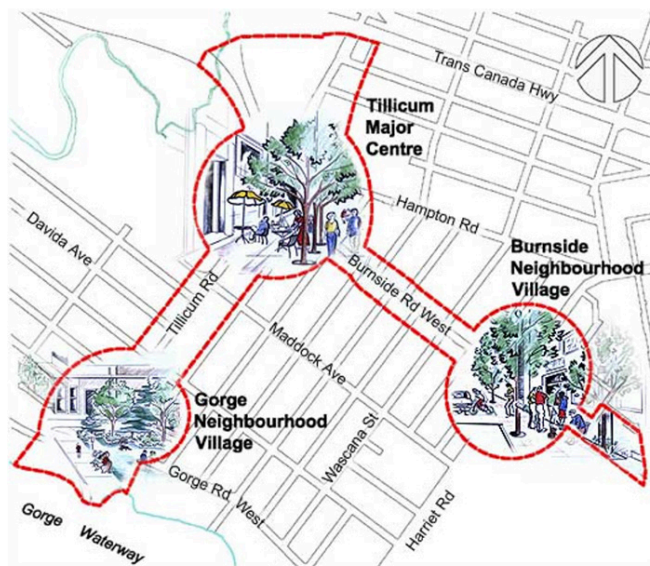 Trans Canada Hwy
Tillicum
Major
Centre
Hampton Rd
Davida Ave
Burnside
Neighbourhood
Village
Tillicum Rd
Burnside Rd West
Maddock Ave
Gorge
Neighbourhood
Village
Wascana St
Gorge Rd West
Harriet Rd
Gorge Waterway